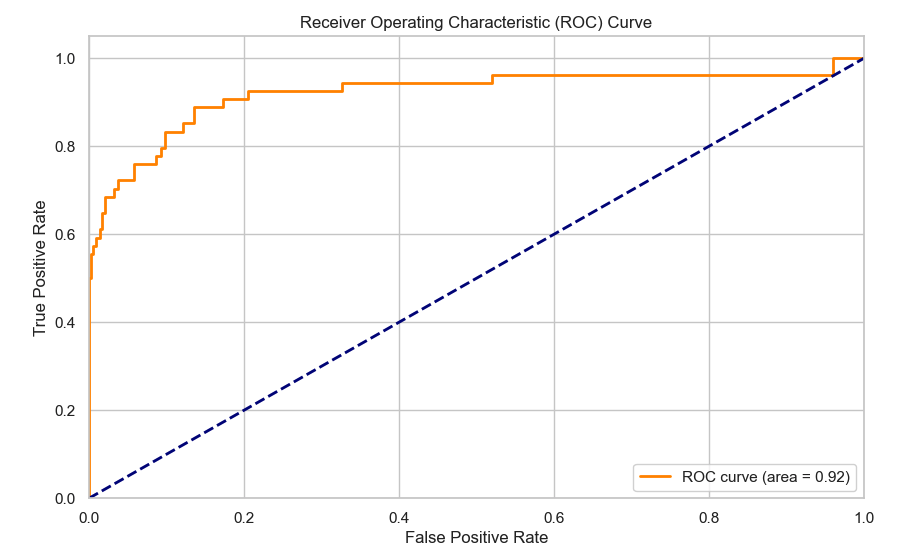 Receiver Operating Characteristic (ROC) Curve
1.0
0.8
0.6
0.4
0.2
0.0
True Positive Rate
ROC curve (area = 0.92)
0.0 0.2 0.4 0.6 0.8 1.0
False Positive Rate